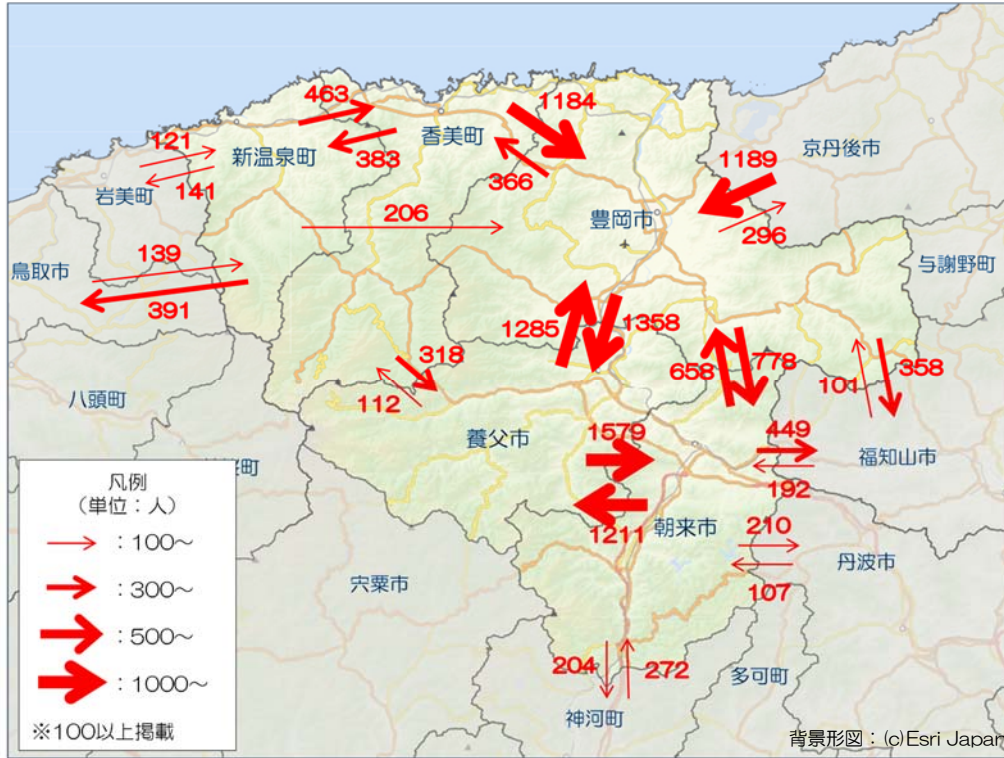 463
1184
121
383
香美町
新温泉町
366
京丹後市
1189
141
岩美町
206
豊岡市
296
139
鳥取市
与謝野町
391
1285
1358
318
658
778
101
358
112
八頭町
養父市
1579
449
福知山市
192
1211
朝来市
210
宍粟市
丹波市
107
204
272
多可町
神河町
凡例
(単位：人)
：100～
：300～
：500～
：1000～
※100以上掲載
背景形図：(c)Esri Japan